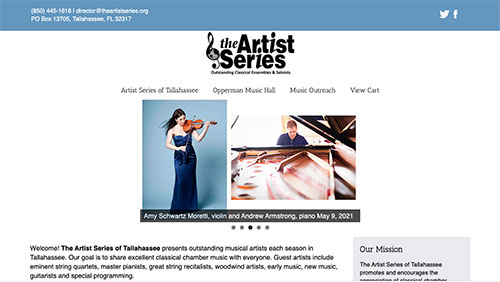 (850) 445-1616 | director@theartistseries.org
PO Box 13705, Tallahassee, FL 32317
the Artist
Series
Outstanding Classical Ensembles & Soloists
Artist Series of Tallahassee
Opperman Music Hall
Music Outreach
View Cart
Amy Schwartz Moretti, violin and Andrew Armstrong, piano May 9, 2021
Welcome! The Artist Series of Tallahassee presents outstanding musical artists each season in
Tallahassee. Our goal is to share excellent classical chamber music with everyone. Guest artists include
eminent string quartets, master pianists, great string recitalists, woodwind artists, early music, new music,
guitarists and special programming.
Our Mission
The Artist Series of Tallahassee
promotes and encourages the
appreciation of classical chamber